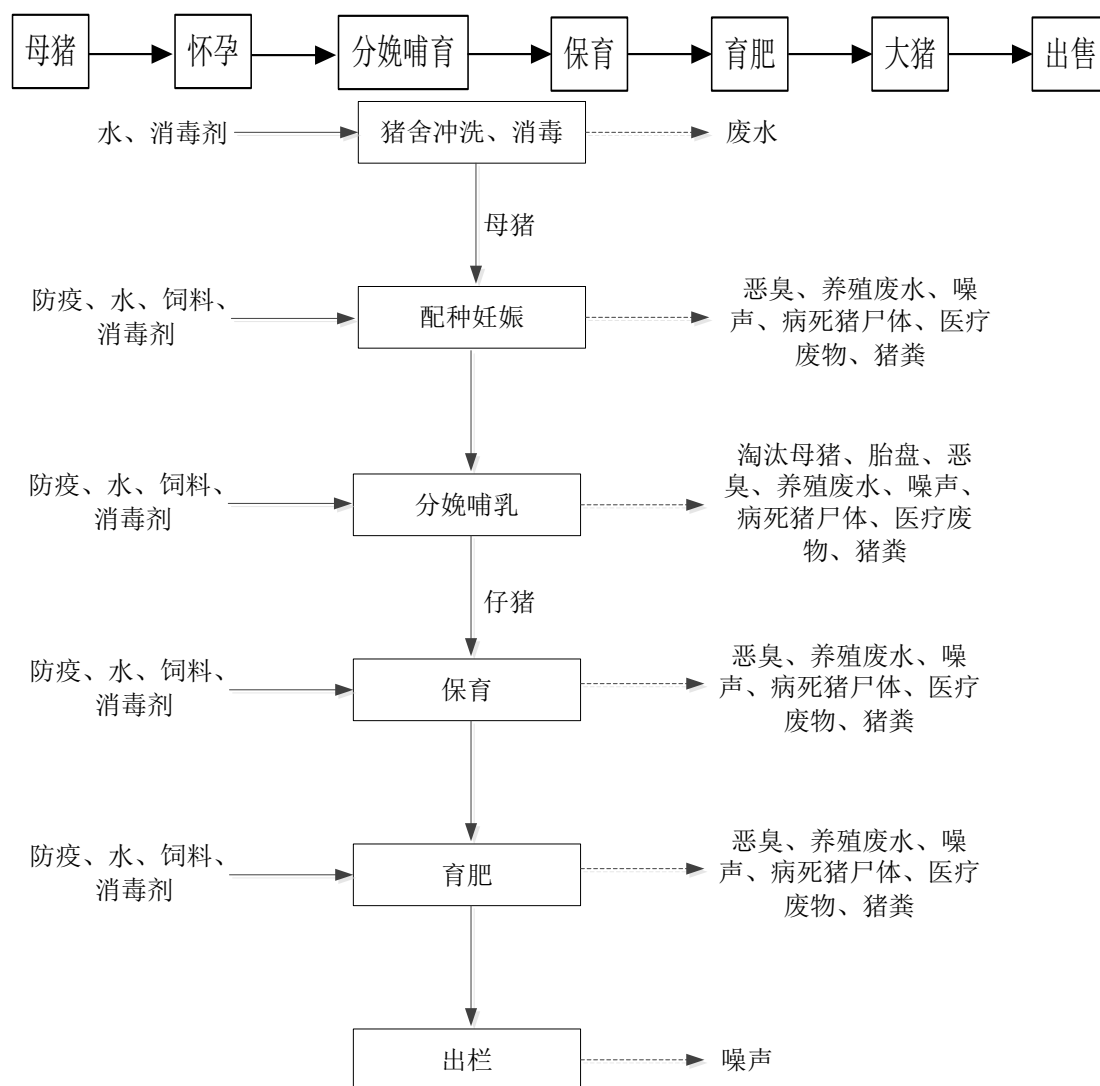 母猪 怀孕 分娩哺育 保育 育肥 大猪 出售
水、消毒剂 猪舍冲洗、消毒 废水
母猪
防疫、水、饲料、
消毒剂
配种妊娠
恶臭、养殖废水、噪
声、病死猪尸体、医疗
废物、猪粪
防疫、水、饲料、
消毒剂
分娩哺乳
淘汰母猪、胎盘、恶
臭、养殖废水、噪声、
病死猪尸体、医疗废
物、猪粪
仔猪
防疫、水、饲料、
消毒剂
保育
恶臭、养殖废水、噪
声、病死猪尸体、医疗
废物、猪粪
防疫、水、饲料、
消毒剂
育肥
恶臭、养殖废水、噪
声、病死猪尸体、医疗
废物、猪粪
出栏 噪声